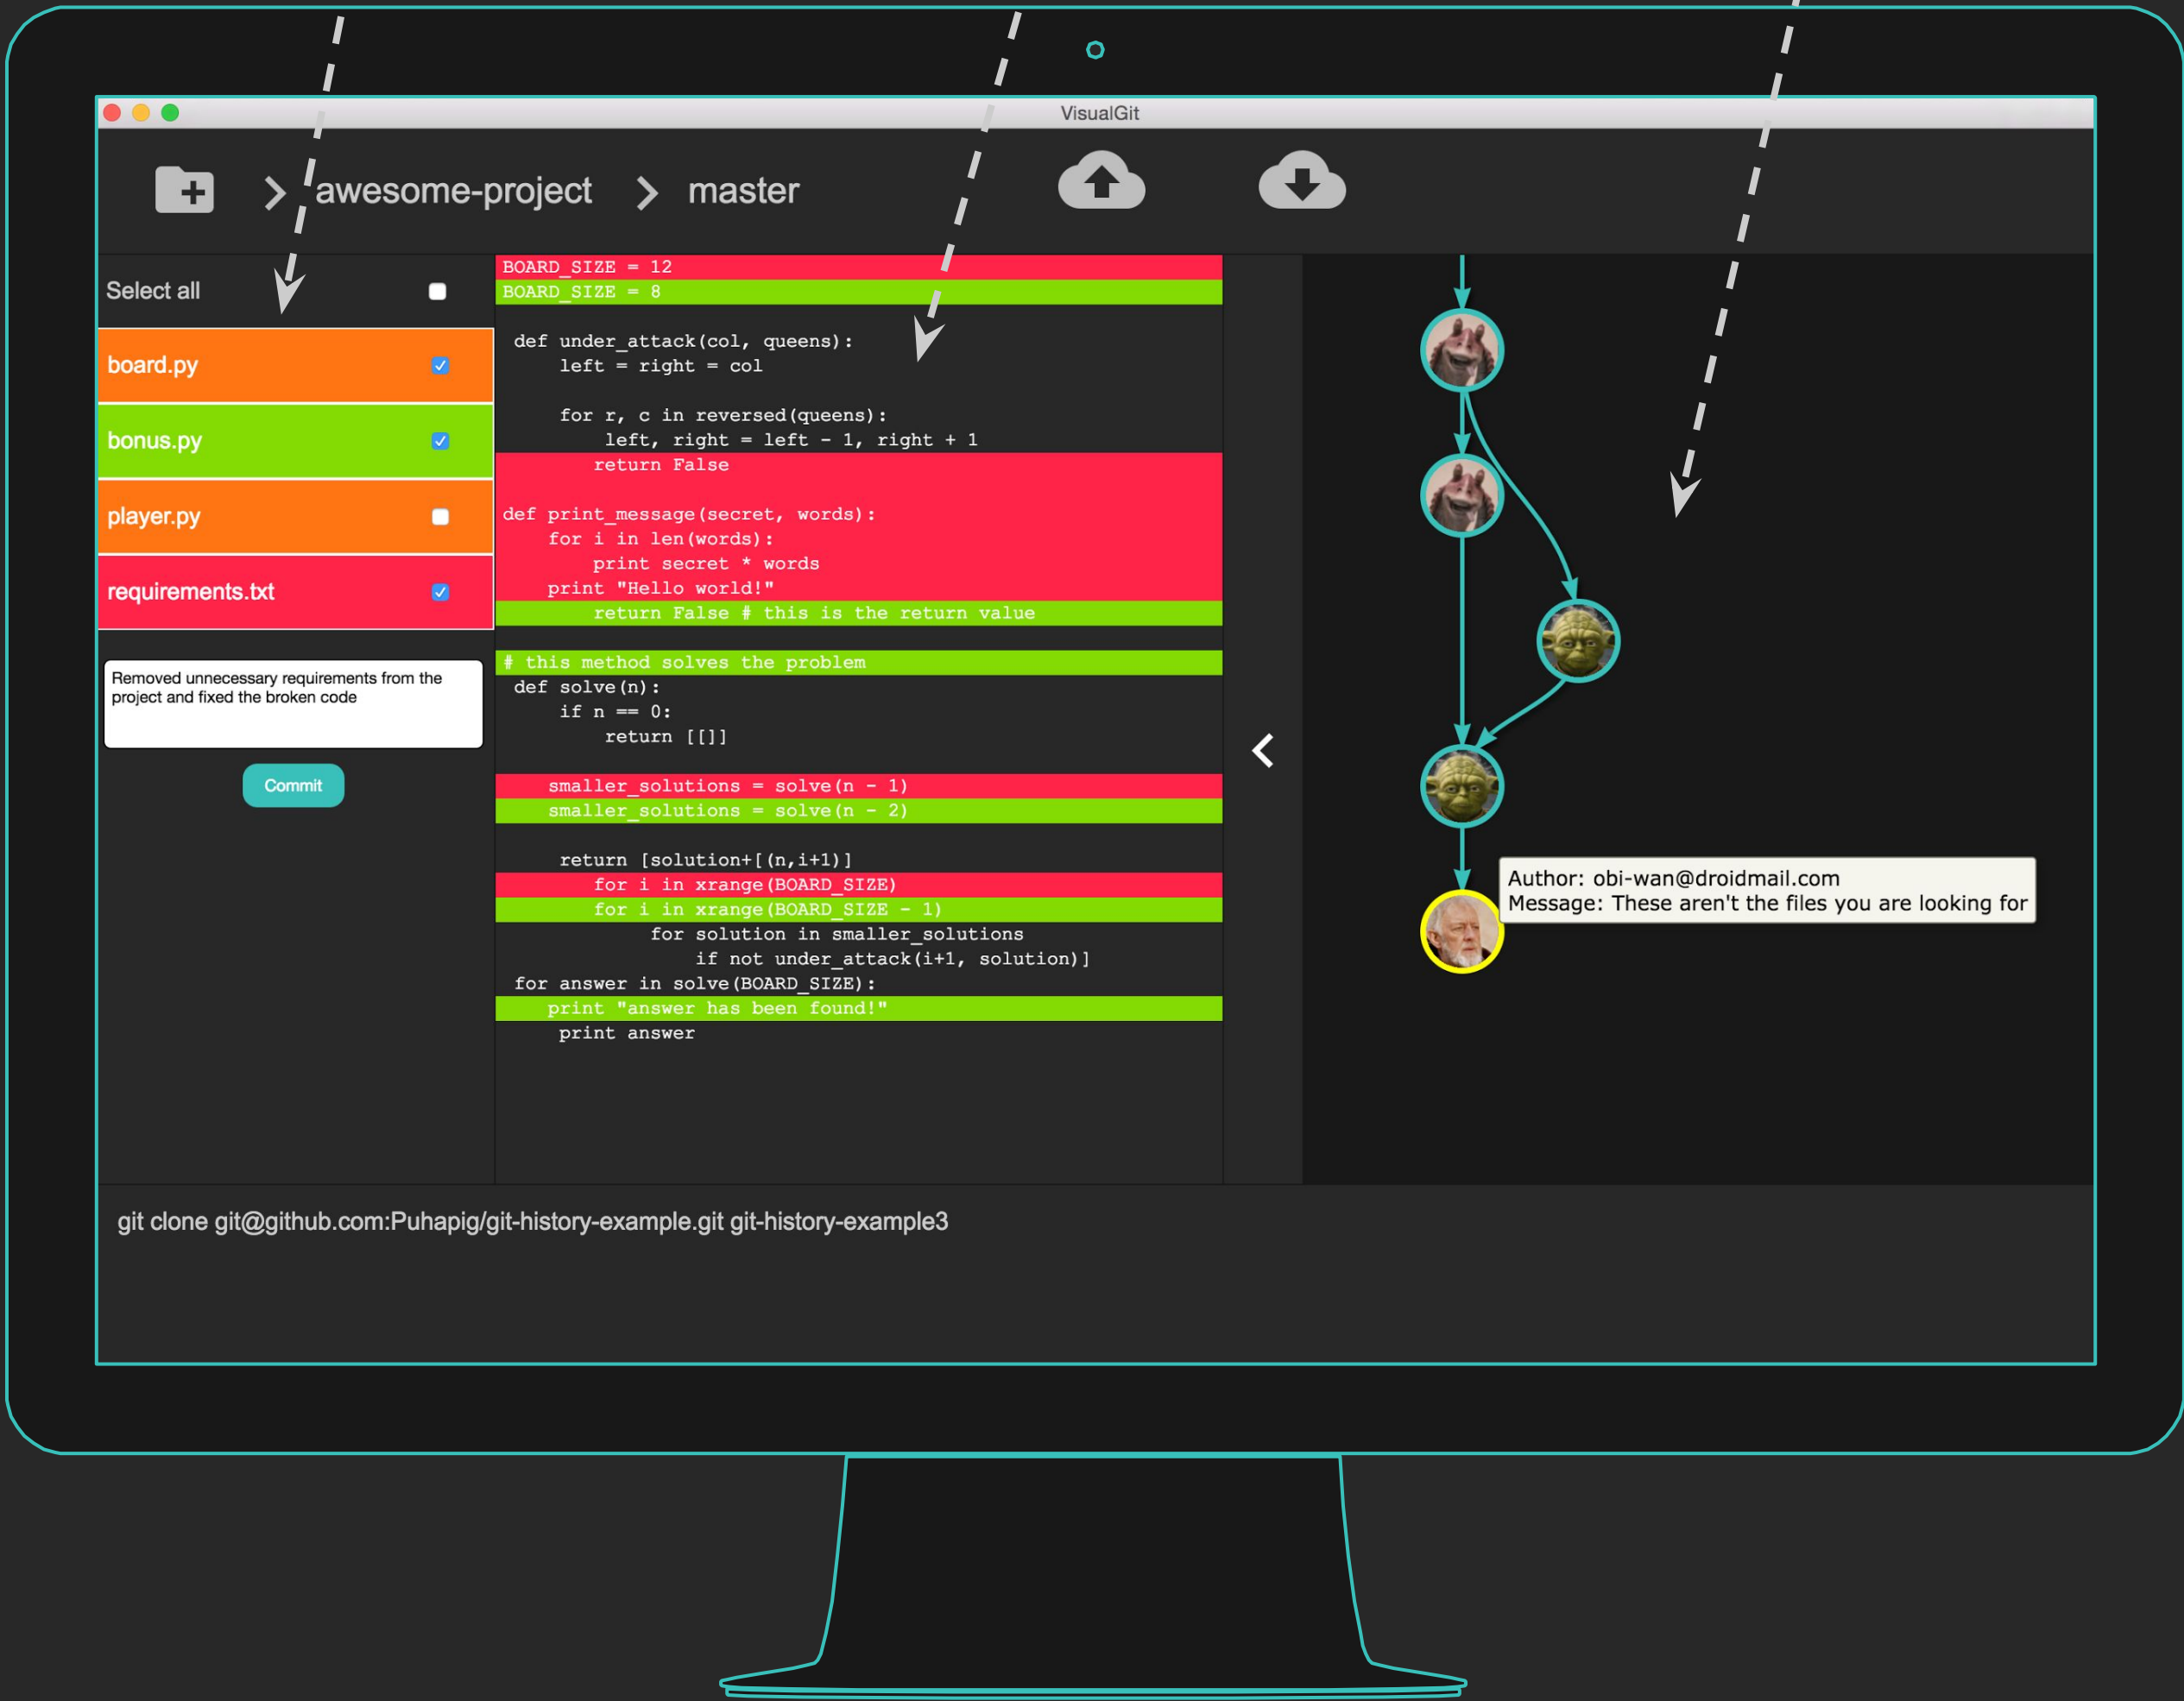 VisualGit
awesome-project
master
Select all
board.py
bonus.py
player.py
requirements.txt
Removed unnecessary requirements from the
project and fixed the broken code
Commit
BOARD_SIZE = 12
BOARD_SIZE = 8
def under_attack(col, queens):
left = right = col
for r, c in reversed(queens):
left, right = left - 1, right + 1
return False
def print_message(secret, words):
for i in len(words):
print secret * words
print "Hello world!"
return False # this is the return value
# this method solves the problem
def solve(n):
if n == 0:
return [[]]
smaller_solutions = solve(n - 1)
smaller_solutions = solve(n - 2)
return [solution+[(n,i+1)]
for i in xrange(BOARD_SIZE)
for i in xrange(BOARD_SIZE - 1)
for solution in smaller_solutions
if not under_attack(i+1, solution)]
for answer in solve(BOARD_SIZE):
print "answer has been found!"
print answer
Author: obi-wan@droidmail.com
Message: These aren't the files you are looking for
git clone git@github.com:Puhapig/git-history-example.git git-history-example3